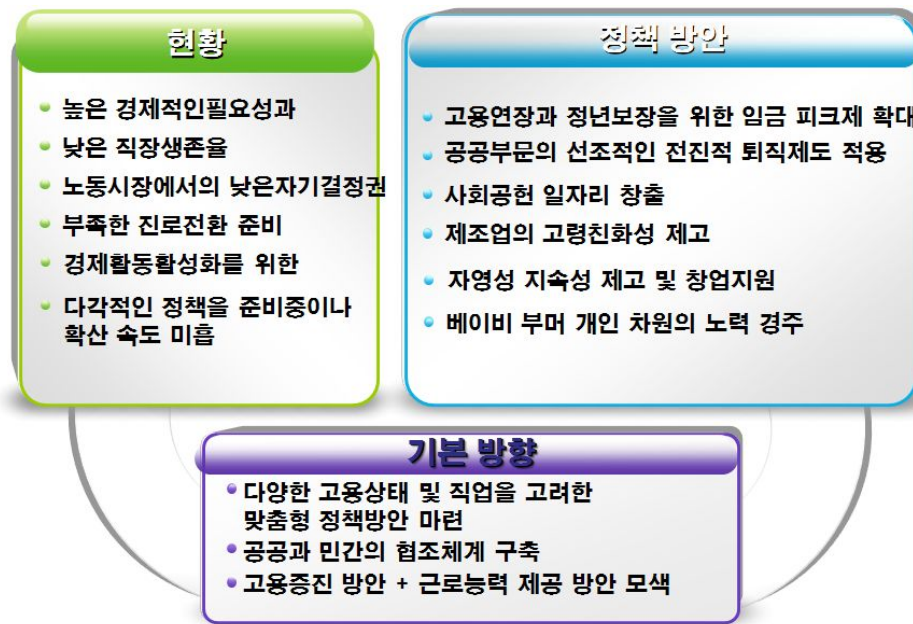 현황
높은 경제적인필요성과
낮은 직장생존율
노동시장에서의 낮은자기결정권
부족한 진로전환 준비
경제활동활성화를 위한
다각적인 정책을 준비중이나
확산 속도 미흡
정책 방안
고용연장과 정년보장을 위한 임금 피크제 확대
공공부문의 선조적인 전진적 퇴직제도 적용
사회공헌 일자리 창출
제조업의 고령친화성 제고
자영성 지속성 제고 및 창업지원
베이비 부머 개인 차원의 노력 경주
기본 방향
다양한 고용상태 및 직업을 고려한
맞춤형 정책방안 마련
공공과 민간의 협조체계 구축
고용증진 방안 + 근로능력 제공 방안 모색